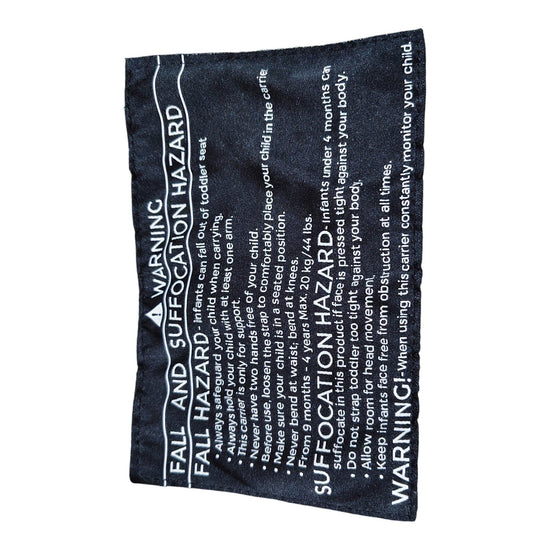 ⚠ WARNING
FALL AND SUFFOCATION HAZARD
FALL HAZARD- Infants can fall out of toddler seat
• Always safeguard your child when carrying.
• Always hold your child with at least one arm.
• This carrier is only for support.
• Never have two hands free of your child.
• Before use, loosen the strap to comfortably place your child in the carrie
• Make sure your child is in a seated position.
• Never bend at waist; bend at knees.
• From 9 months - 4 years Max. 20 kg/44 lbs.
SUFFOCATION HAZARD- Infants under 4 months can
suffocate in this product if face is pressed tight against your body.
• Do not strap toddler too tight against your body.
• Allow room for head movement.
• Keep infants face free from obstruction at all times.
WARNING!-When using this carrier constantly monitor your child.